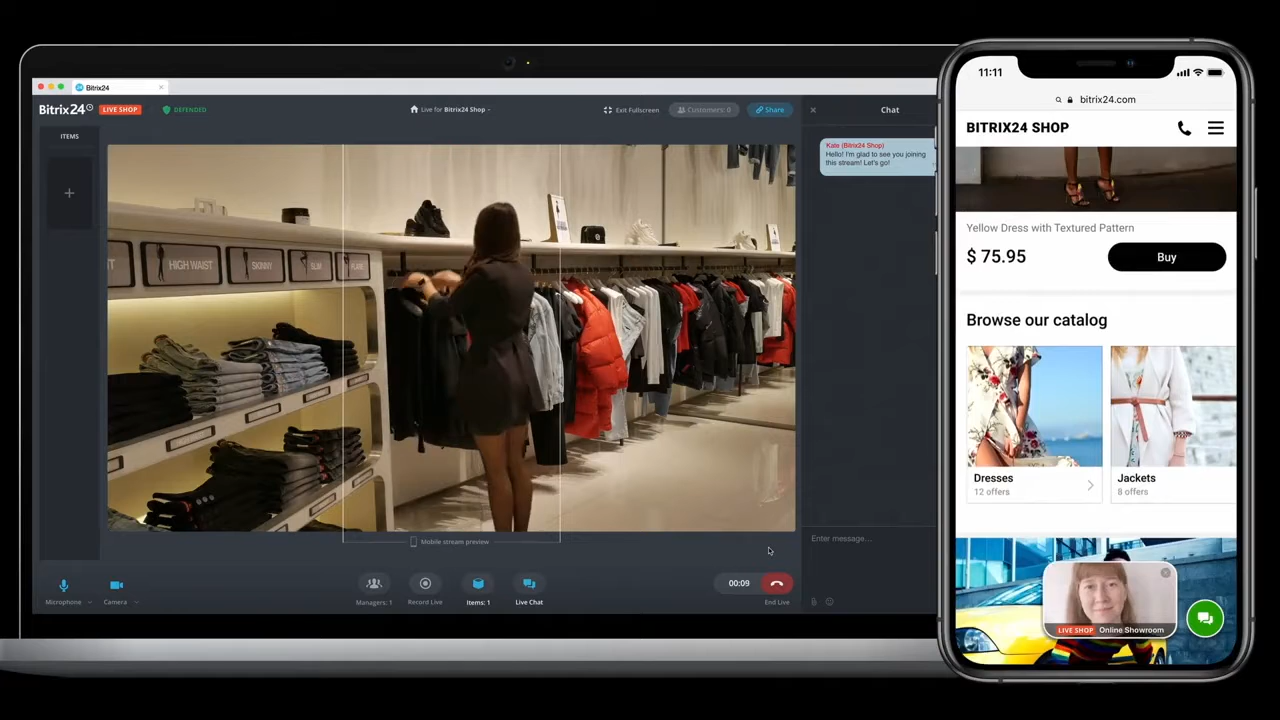 Bitrix24
Bitrix24
LIVE SHOP
DEFENDED
Live for Bitrix24 Shop
Exit Fullscreen
Customers: 0
Share
Chat
ITEMS
Kate (Bitrix24 Shop)
Hello! I'm glad to see you joining
this stream! Let's go!
HIGH WAIST
SKINNY
SLIM
FLARE
Mobile stream preview
Enter message...
Microphone
Camera
Managers: 1
Record Live
Items: 1
Live Chat
00:09
End Live
11:11
bitrix24.com
BITRIX24 SHOP
Yellow Dress with Textured Pattern
$ 75.95
Buy
Browse our catalog
Dresses
12 offers
Jackets
8 offers
LIVE SHOP Online Showroom